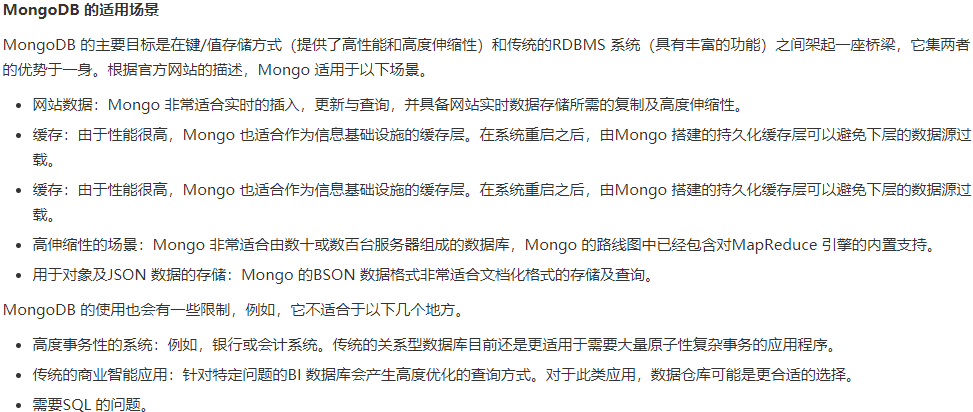 MongoDB 的适用场景
MongoDB 的主要目标是在键/值存储方式（提供了高性能和高度伸缩性）和传统的RDBMS 系统（具有丰富的功能）之间架起一座桥梁，它集两者
的优势于一身。根据官方网站的描述，Mongo 适用于以下场景。
• 网站数据：Mongo 非常适合实时的插入，更新与查询，并具备网站实时数据存储所需的复制及高度伸缩性。
• 缓存：由于性能很高，Mongo 也适合作为信息基础设施的缓存层。在系统重启之后，由Mongo 搭建的持久化缓存层可以避免下层的数据源过
载。
• 缓存：由于性能很高，Mongo 也适合作为信息基础设施的缓存层。在系统重启之后，由Mongo 搭建的持久化缓存层可以避免下层的数据源过
载。
• 高伸缩性的场景：Mongo 非常适合由数十或数百台服务器组成的数据库，Mongo 的路线图中已经包含对MapReduce 引擎的内置支持。
• 用于对象及JSON 数据的存储：Mongo 的BSON 数据格式非常适合文档化格式的存储及查询。
MongoDB 的使用也会有一些限制，例如，它不适合于以下几个地方。
• 高度事务性的系统：例如，银行或会计系统。传统的关系型数据库目前还是更适用于需要大量原子性复杂事务的应用程序。
• 传统的商业智能应用：针对特定问题的BI 数据库会产生高度优化的查询方式。对于此类应用，数据仓库可能是更合适的选择。
• 需要SQL 的问题。